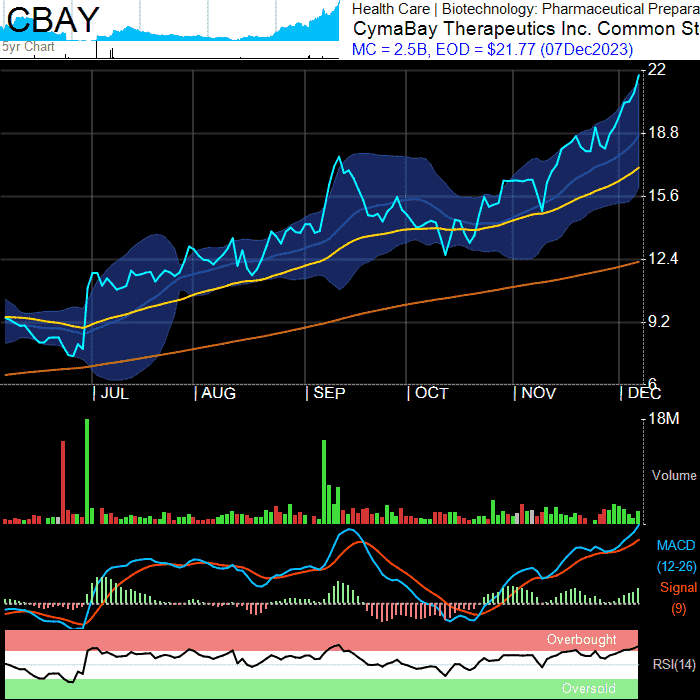 CBAY
5yr Chart
Health Care | Biotechnology: Pharmaceutical Prepara
CymaBay Therapeutics Inc. Common St
MC = 2.5B, EOD = $21.77 (07Dec2023)
22
18.8
15.6
12.4
9.2
6
JUL AUG SEP OCT NOV DEC
18M
Volume
MACD
(12-26)
Signal
(9)
Overbought
RSI(14)
Oversold